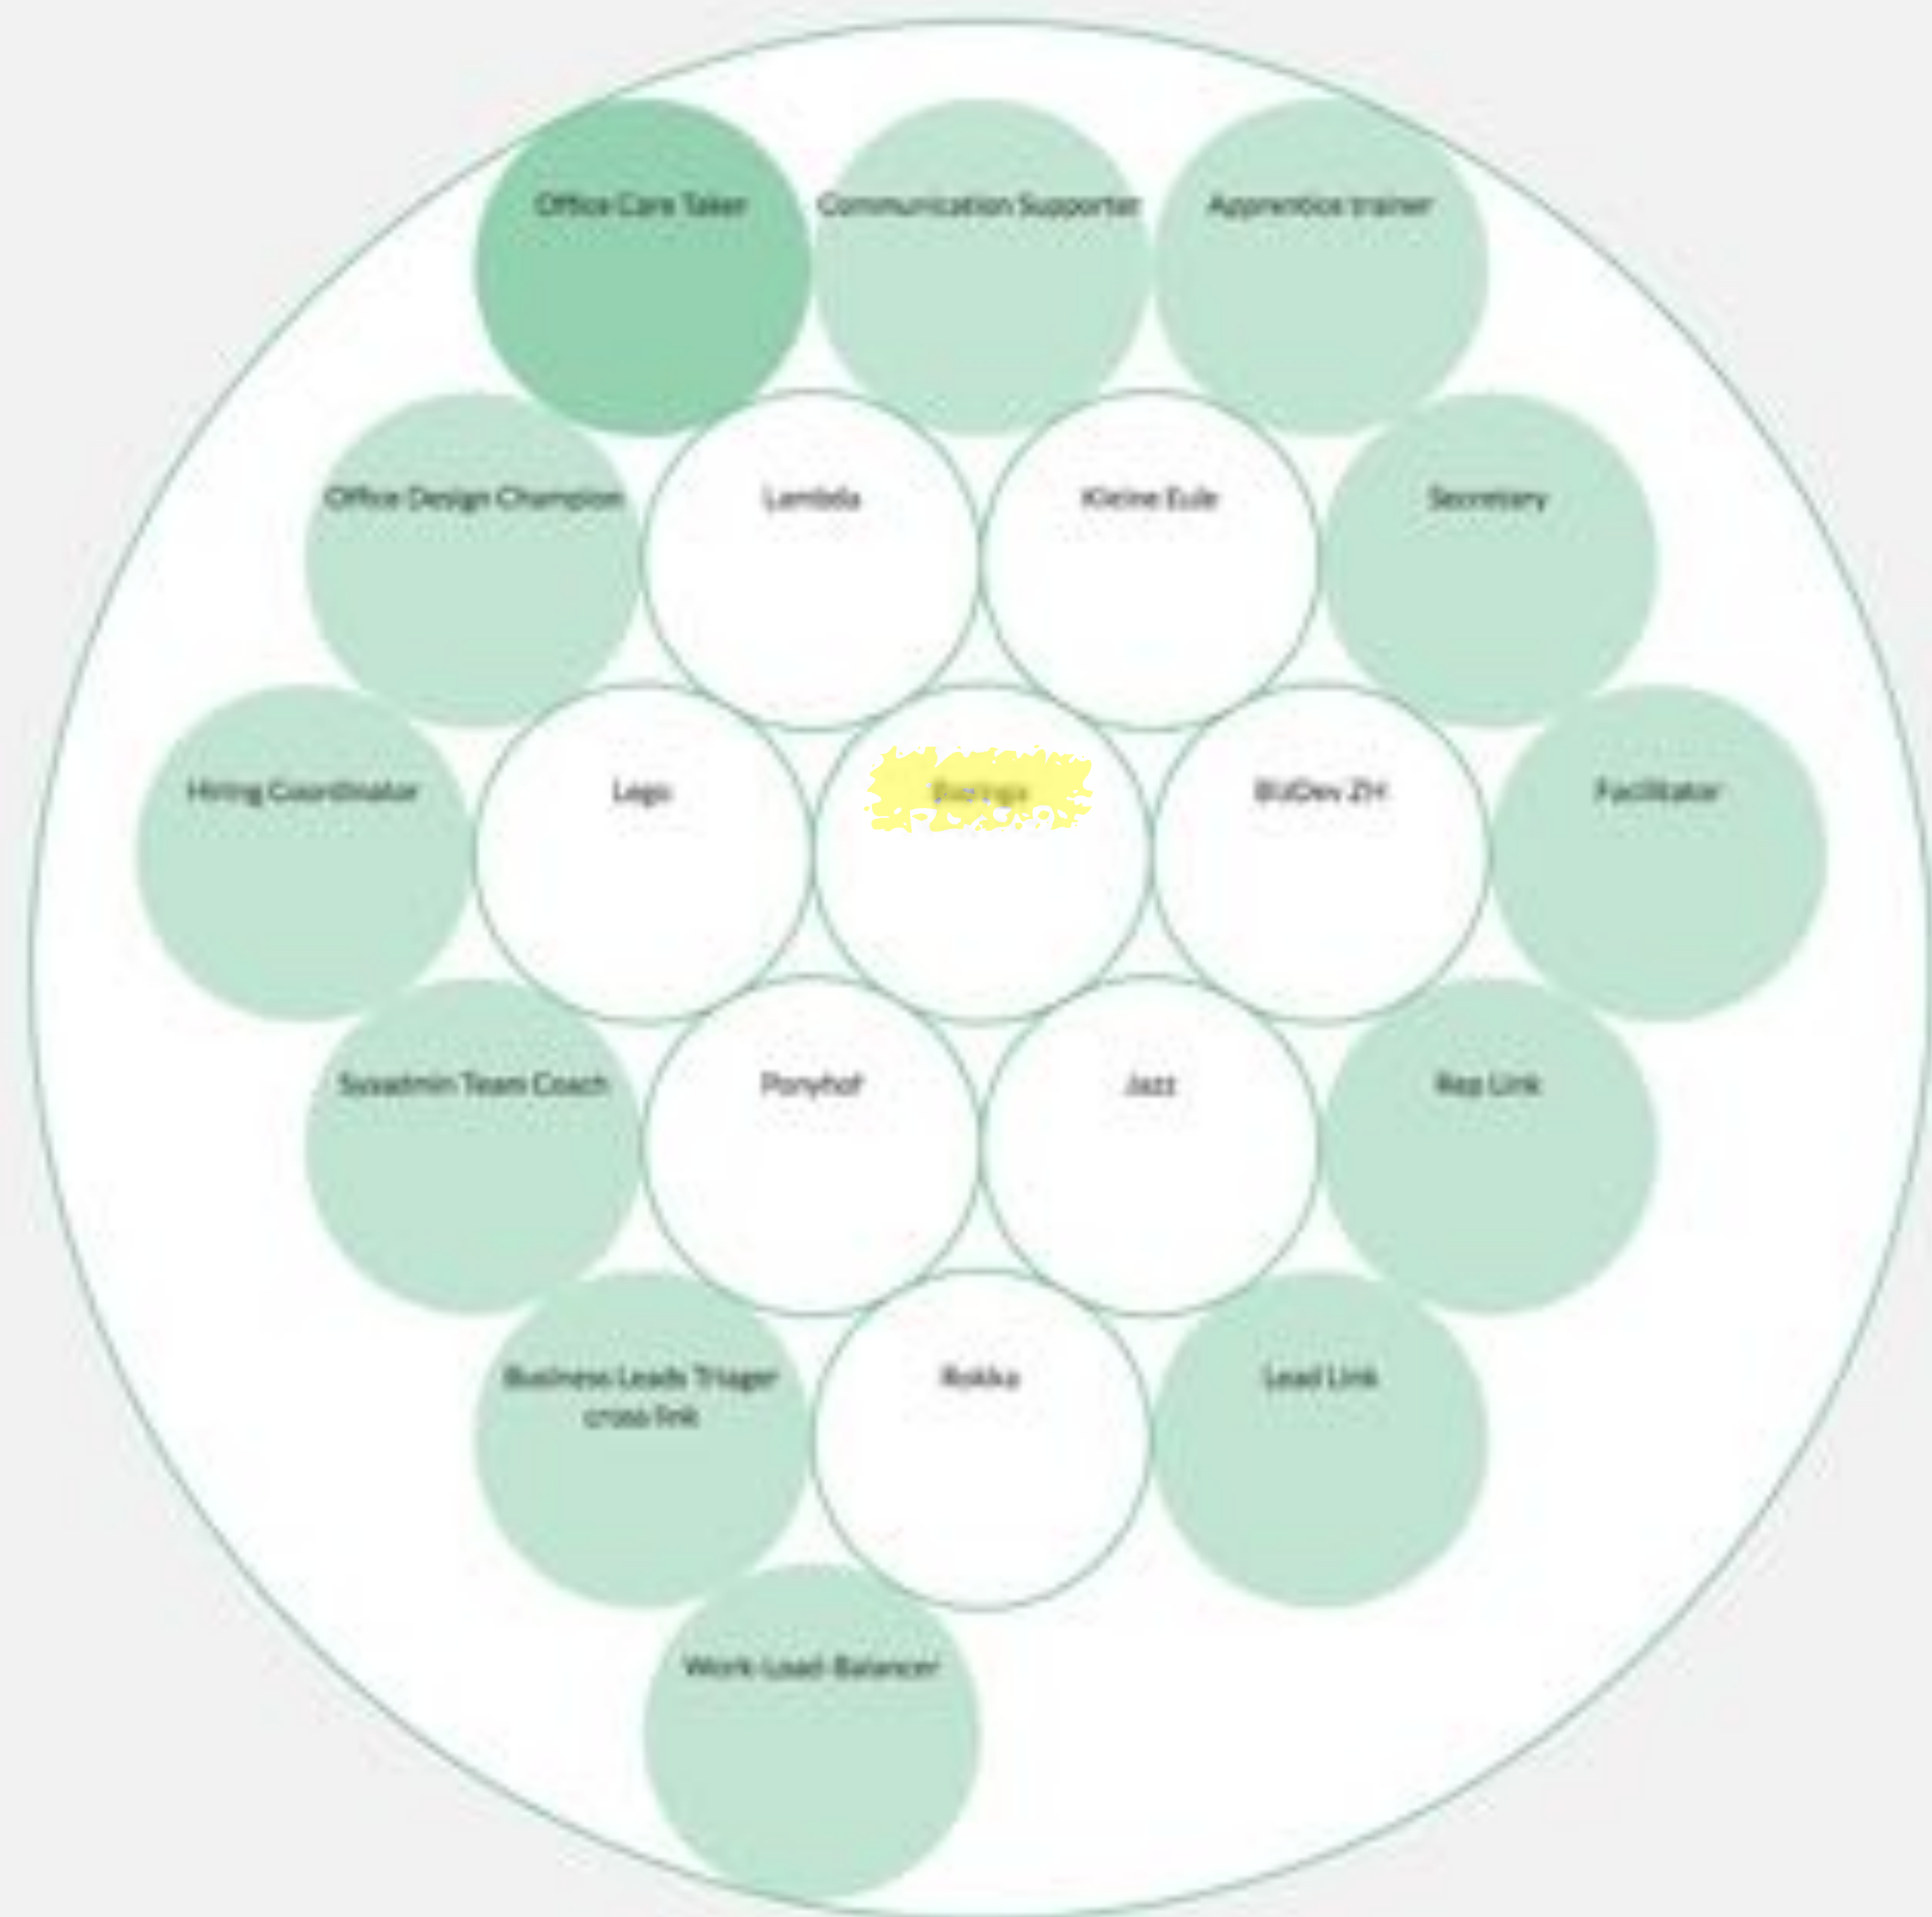 Office Care Taker
Communication Supporter
Apprentice trainer
Office Design Champion
Lambda
Kleine Eule
Secretary
Hiring Coordinator
Lego
BizDev ZH
Facilitator
Sysadmin Team Coach
Ponyhof
Jazz
Rep Link
Business Leads Triager
cross link
Rokka
Lead Link
Work-Load-Balancer